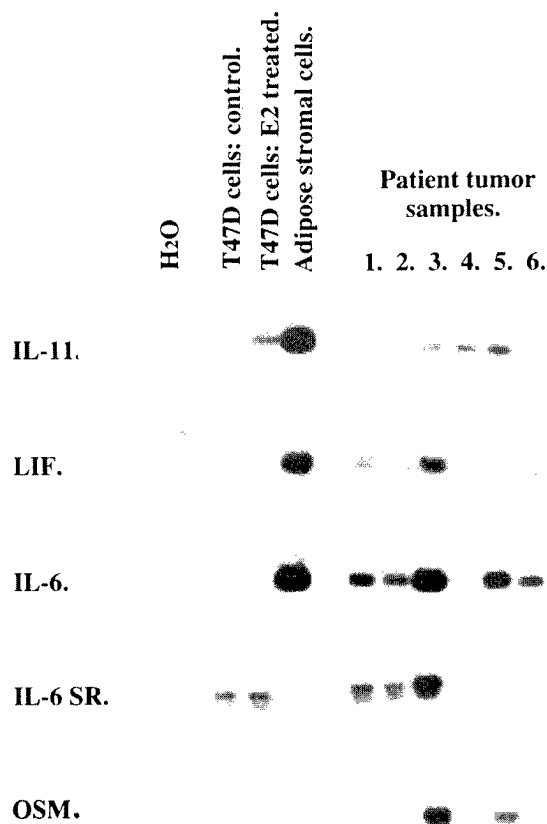 H2O
T47D cells: control.
T47D cells: E2 treated.
Adipose stromal cells.
Patient tumor
samples.
1. 2. 3. 4. 5. 6.
IL-11.
LIF.
IL-6.
IL-6 SR.
OSM.